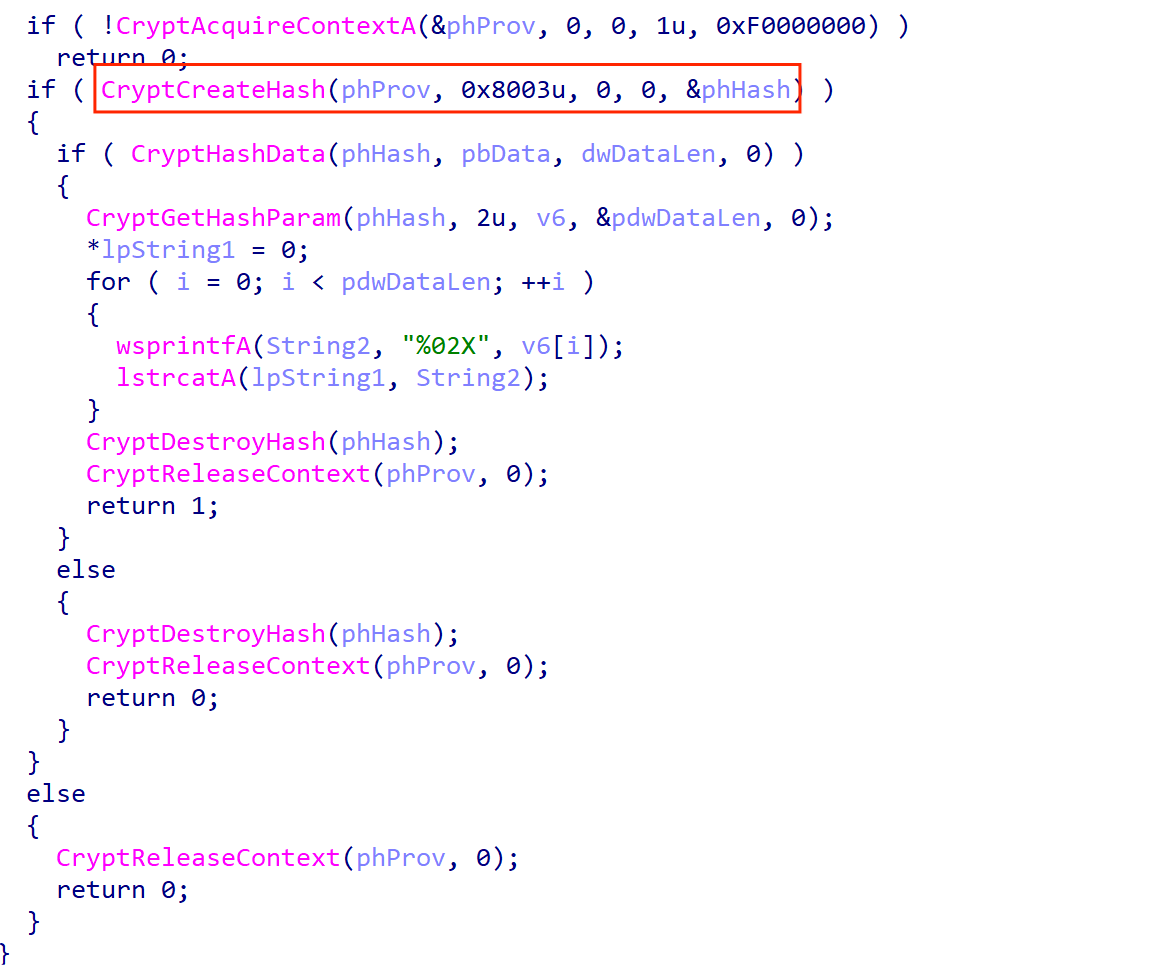 if ( !CryptAcquireContextA(&phProv, 0, 0, 1u, 0xF0000000) )
return 0;
if ( CryptCreateHash(phProv, 0x8003u, 0, 0, &phHash) )
{
if ( CryptHashData(phHash, pbData, dwDataLen, 0) )
{
CryptGetHashParam(phHash, 2u, v6, &pdwDataLen, 0);
*lpString1 = 0;
for ( i = 0; i < pdwDataLen; ++i )
{
wsprintfA(String2, "%02X", v6[i]);
lstrcatA(lpString1, String2);
}
CryptDestroyHash(phHash);
CryptReleaseContext(phProv, 0);
return 1;
}
else
{
CryptDestroyHash(phHash);
CryptReleaseContext(phProv, 0);
return 0;
}
}
else
{
CryptReleaseContext(phProv, 0);
return 0;
}
}